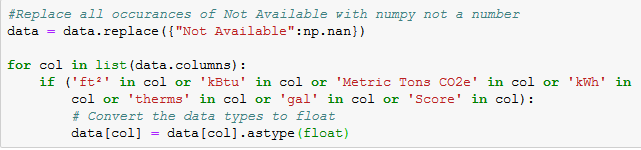 #Replace all occurances of Not Available with numpy not a number
data = data.replace({"Not Available":np.nan})
for col in list(data.columns):
if ('ft²' in col or 'kBtu' in col or 'Metric Tons CO2e' in col or 'kWh' in
col or 'therms' in col or 'gal' in col or 'Score' in col):
# Convert the data types to float
data[col] = data[col].astype(float)